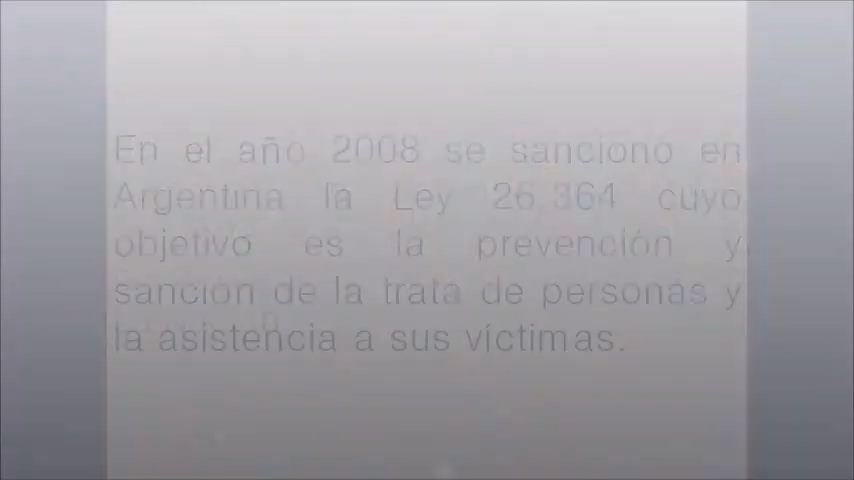 En el año 2008 se sanciono en
Argentina la Ley 26.364 cuyo
objetivo es la prevención y
sanción de la trata de personas y
la asistencia a sus víctimas.